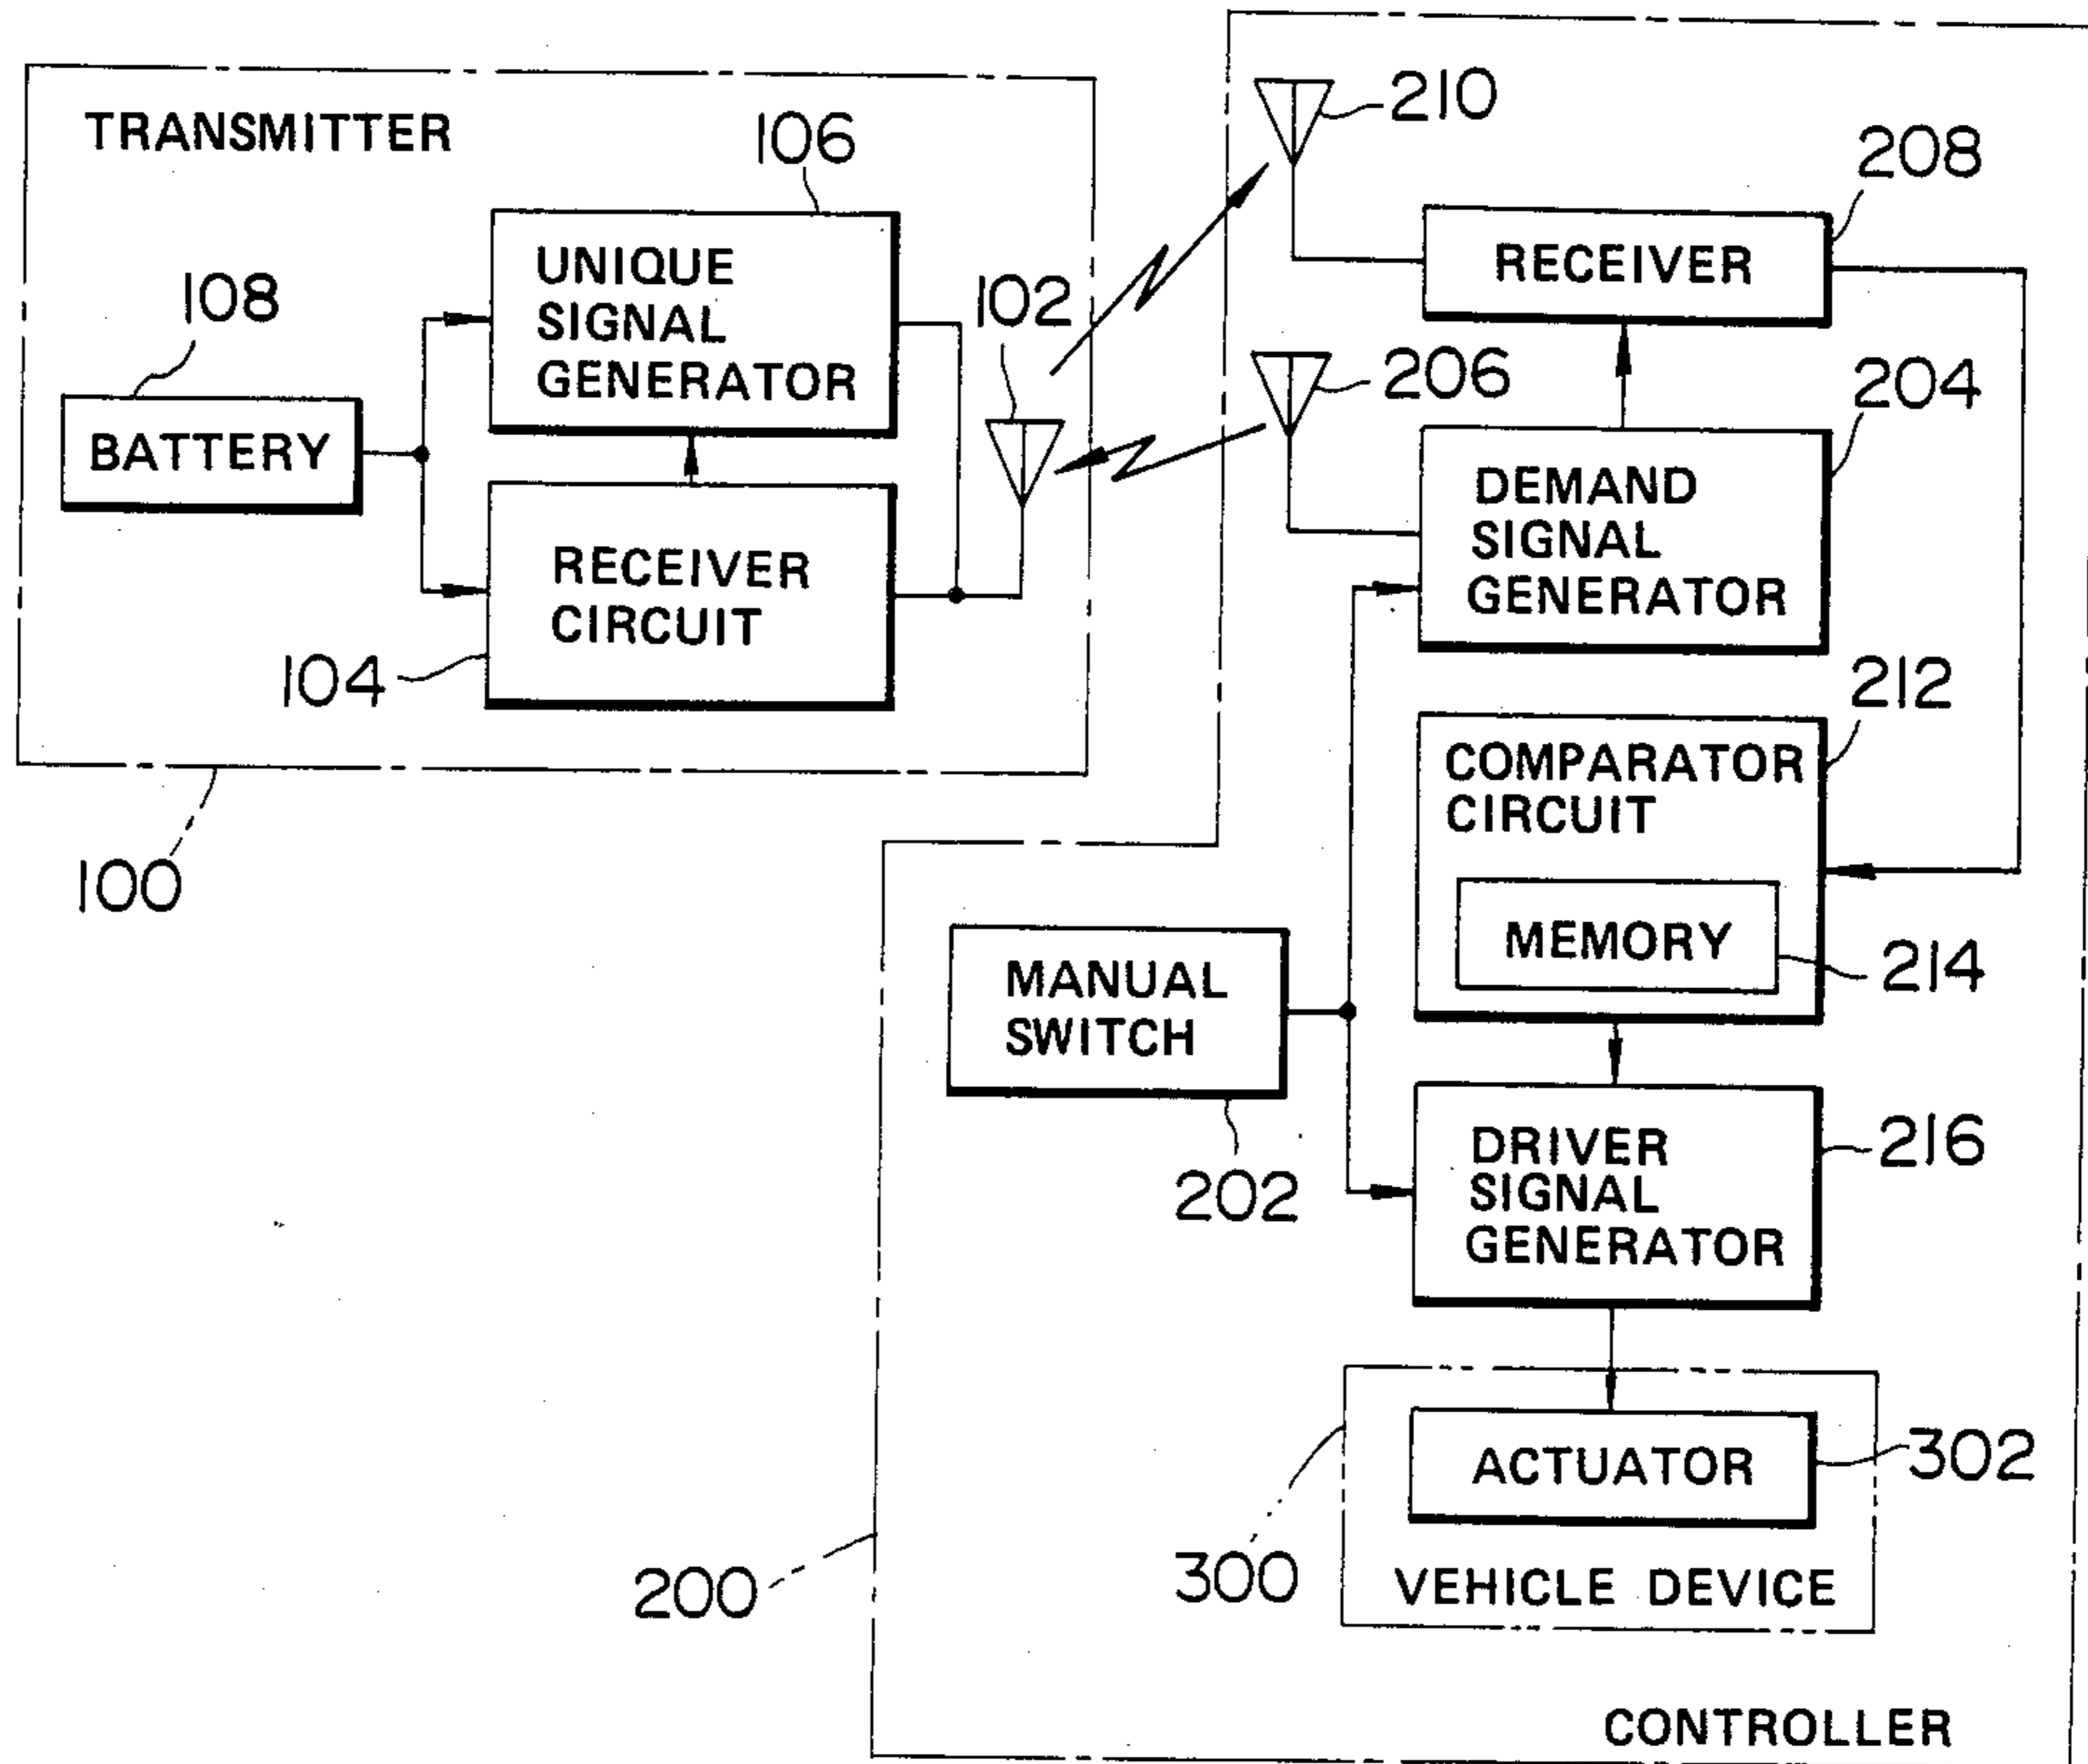 TRANSMITTER
106
UNIQUE
SIGNAL
GENERATOR
108
BATTERY
102
RECEIVER
CIRCUIT
104
100
210
208
RECEIVER
206
204
DEMAND
SIGNAL
GENERATOR
212
COMPARATOR
CIRCUIT
MEMORY
214
MANUAL
SWITCH
202
DRIVER
SIGNAL
GENERATOR
216
ACTUATOR
302
300
VEHICLE DEVICE
200
CONTROLLER